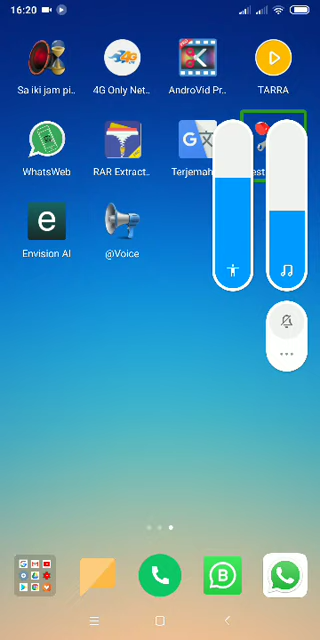 16:20
Sa iki jam pi..
4G Only Net..
AndroVid Pr..
TARRA
WhatsWeb
RAR Extract..
Terjemah
est
Envision AI
@Voice